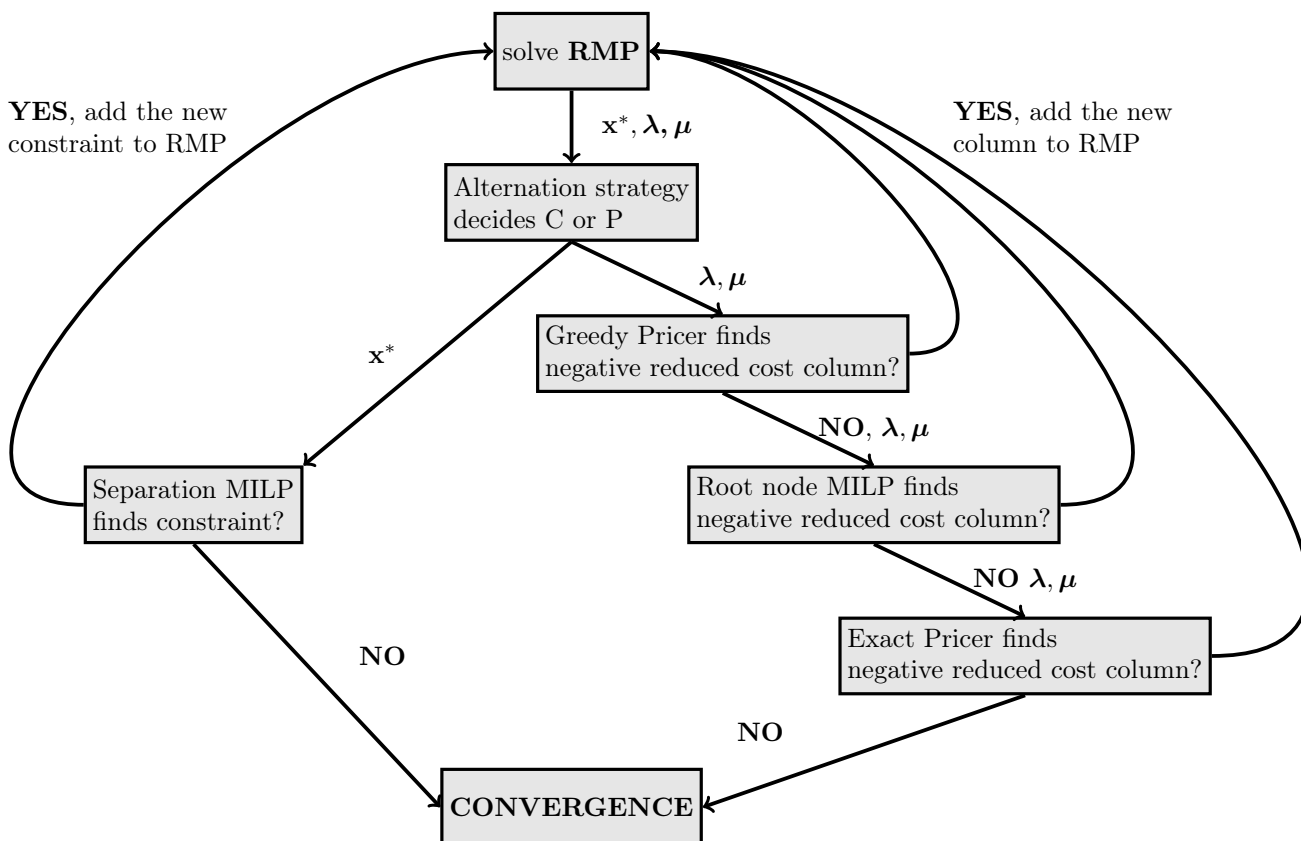 solve RMP
YES, add the new
constraint to RMP
YES, add the new
column to RMP
x*, λ, μ
Alternation strategy
decides C or P
λ, μ
Greedy Pricer finds
negative reduced cost column?
x*
NO, λ, μ
Separation MILP
finds constraint?
Root node MILP finds
negative reduced cost column?
NO λ, μ
Exact Pricer finds
negative reduced cost column?
NO
NO
CONVERGENCE